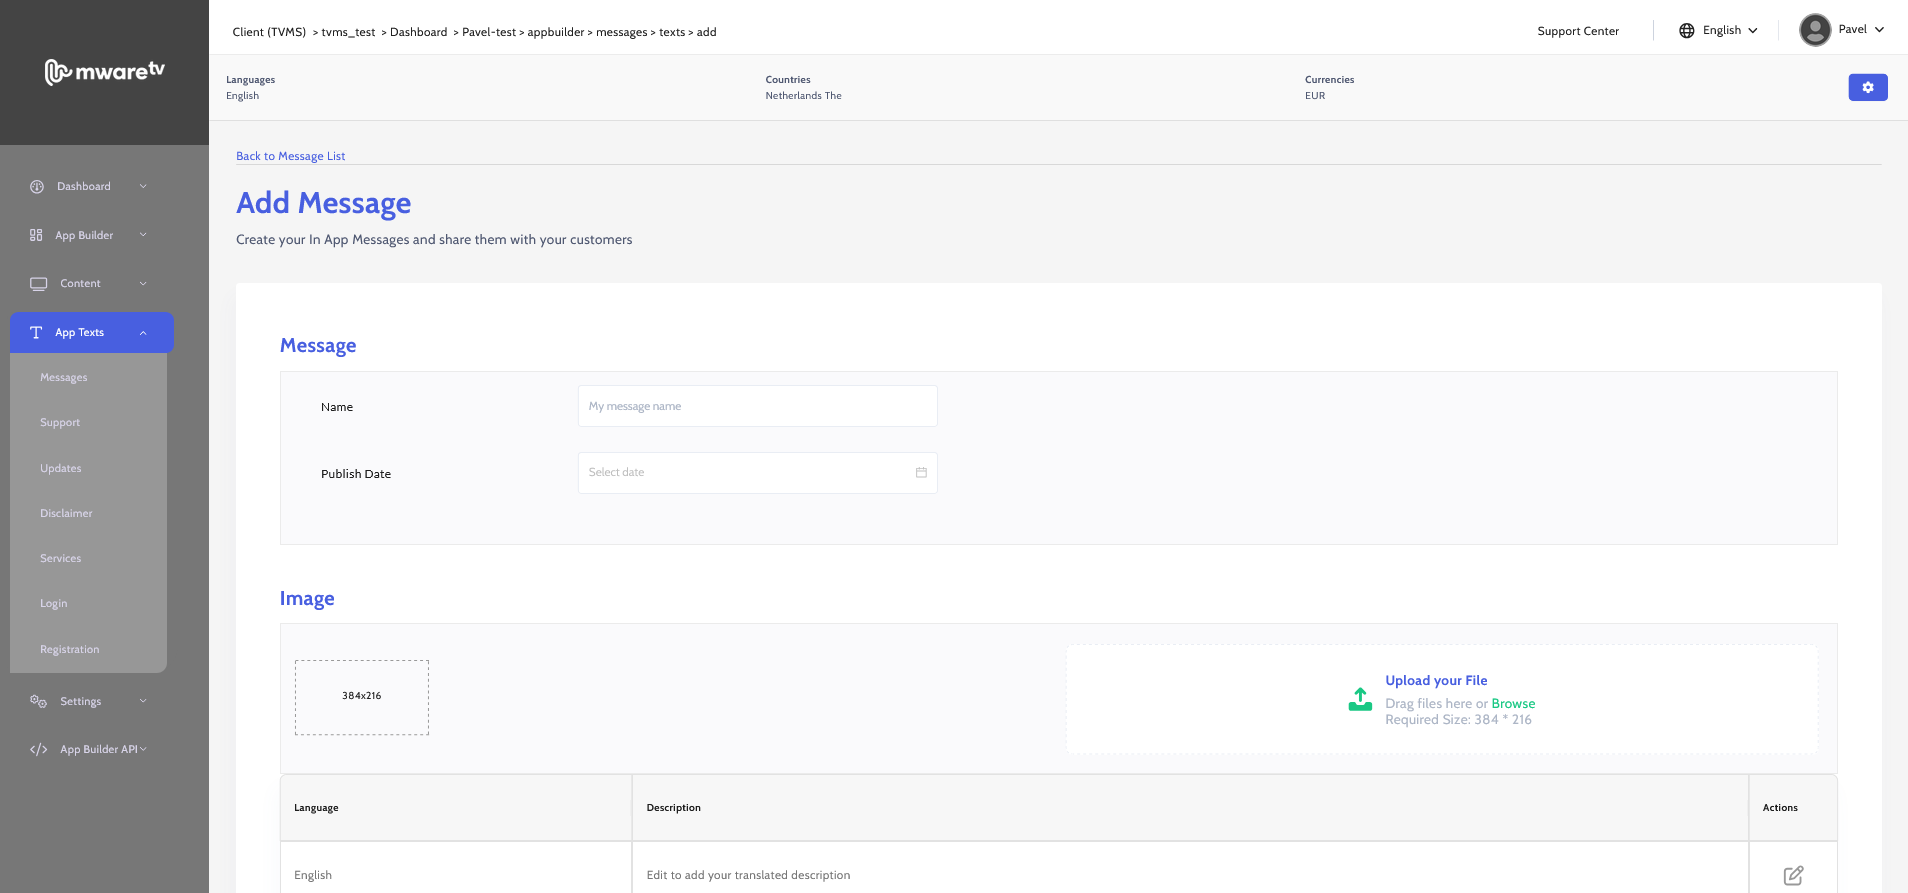 mwaretv
Client (TVMS) > tvms_test > Dashboard > Pavel-test > appbuilder > messages > texts > add
Support Center
English
Pavel
Languages
English
Countries
Netherlands The
Currencies
EUR
Dashboard
App Builder
Content
App Texts
Messages
Support
Updates
Disclaimer
Services
Login
Registration
Settings
App Builder API
Back to Message List
Add Message
Create your In App Messages and share them with your customers
Message
Name
My message name
Publish Date
Select date
Image
384x216
Upload your File
Drag files here or Browse
Required Size: 384 * 216
Language
Description
Actions
English
Edit to add your translated description